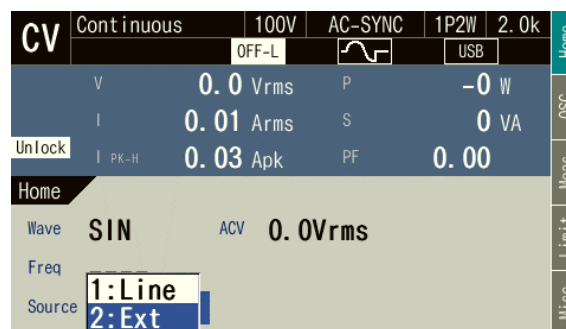 CV Continuous 100V AC-SYNC 1P2W 2.0k
OFF-L USB
V 0.0 Vrms P -0 W
I 0.01 Arms S 0 VA
Unlock
I PK-H 0.03 Apk PF 0.00
Home
Wave SIN ACV 0.0Vrms
Freq ----
Source
1:Line
2:Ext
Home
OSC
Meas
Limit
Misc